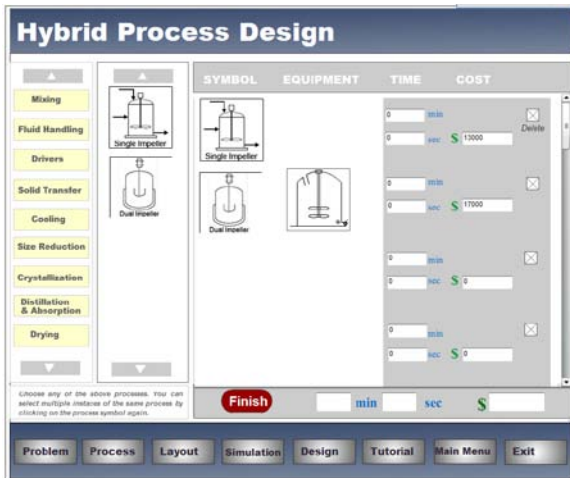 Hybrid Process Design
SYMBOL EQUIPMENT TIME COST
Mixing
Fluid Handling
Drivers
Solid Transfer
Cooling
Size Reduction
Crystallization
Distillation
& Absorption
Drying
Single Impeller
Dual Impeller
Single Impeller
Dual Impeller
0 min
0 sec $ 13000
Delete
0 min
0 sec $ 17000
0 min
0 sec $ 0
0 min
0 sec $ 0
Choose any of the above processes. You can
select multiple instances of the same process by
clicking on the process symbol again.
Finish min sec $
Problem Process Layout Simulation Design Tutorial Main Menu Exit